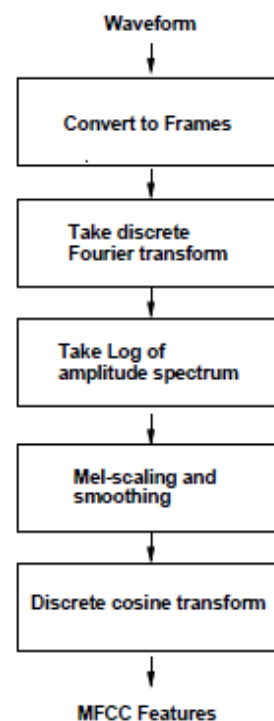 Waveform
Convert to Frames
Take discrete
Fourier transform
Take Log of
amplitude spectrum
Mel-scaling and
smoothing
Discrete cosine transform
MFCC Features